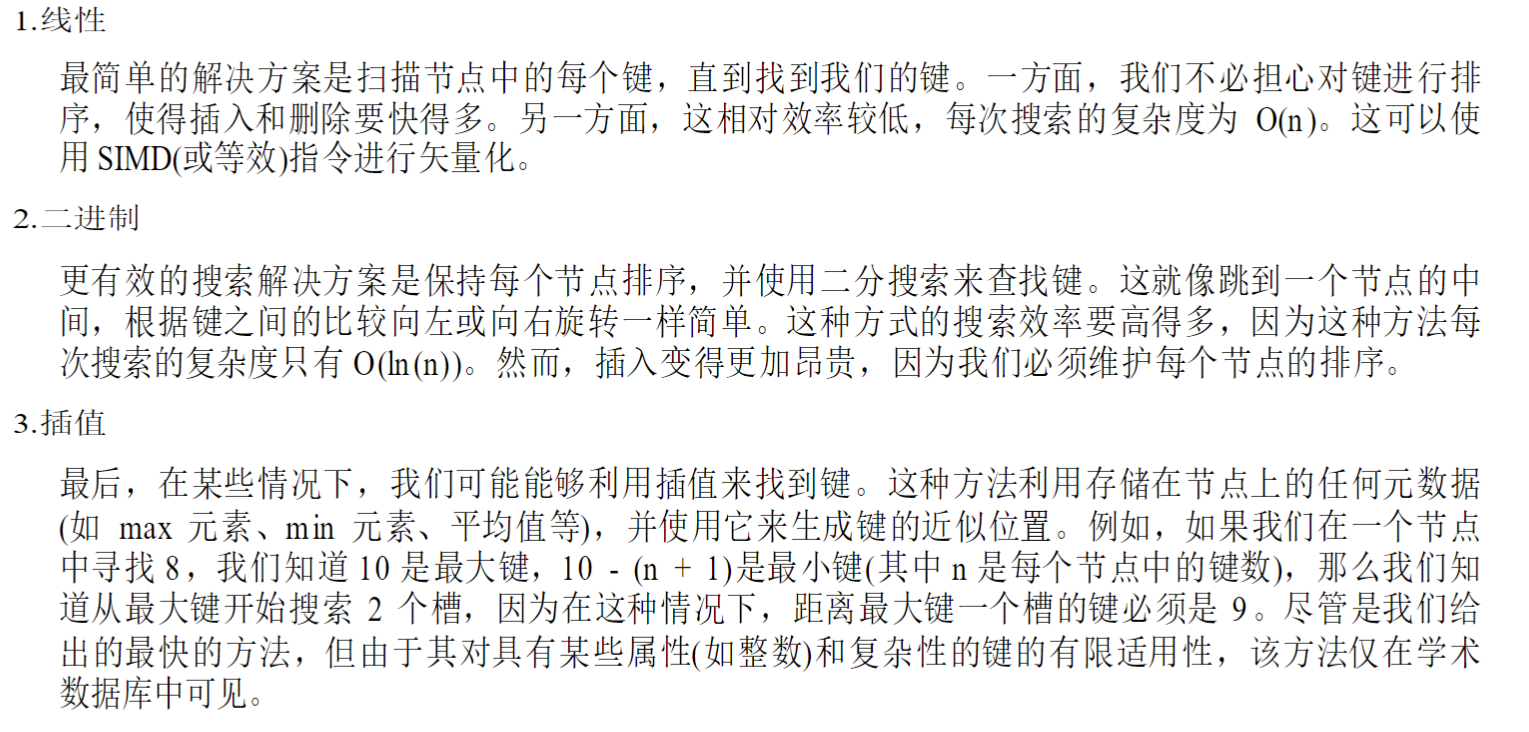 1.线性
最简单的解决方案是扫描节点中的每个键，直到找到我们的键。一方面，我们不必担心对键进行排
序，使得插入和删除要快得多。另一方面，这相对效率较低，每次搜索的复杂度为 O(n)。这可以使
用 SIMD(或等效)指令进行矢量化。
2.二进制
更有效的搜索解决方案是保持每个节点排序，并使用二分搜索来查找键。这就像跳到一个节点的中
间，根据键之间的比较向左或向右旋转一样简单。这种方式的搜索效率要高得多，因为这种方法每
次搜索的复杂度只有 O(ln(n))。然而，插入变得更加昂贵，因为我们必须维护每个节点的排序。
3.插值
最后，在某些情况下，我们可能能够利用插值来找到键。这种方法利用存储在节点上的任何元数据
(如 max 元素、min 元素、平均值等)，并使用它来生成键的近似位置。例如，如果我们在一个节点
中寻找 8，我们知道 10 是最大键，10 - (n + 1)是最小键(其中 n 是每个节点中的键数)，那么我们知
道从最大键开始搜索 2 个槽，因为在这种情况下，距离最大键一个槽的键必须是 9。尽管是我们给
出的最快的方法，但由于其对具有某些属性(如整数)和复杂性的键的有限适用性，该方法仅在学术
数据库中可见。